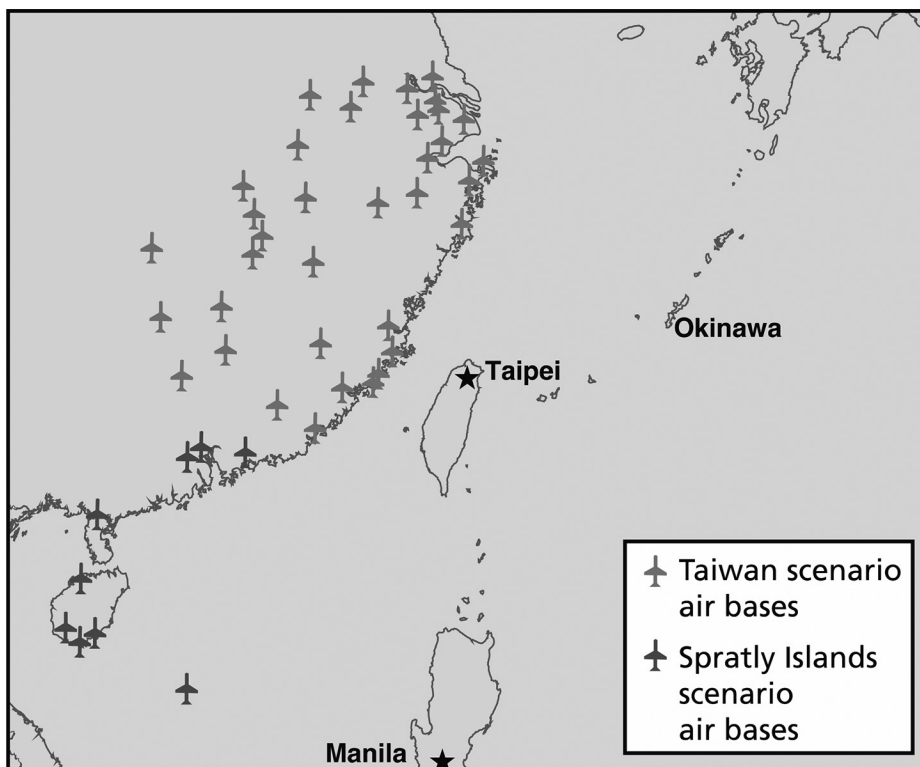 Okinawa
Taipei
Taiwan scenario
air bases
Spratly Islands
scenario
air bases
Manila